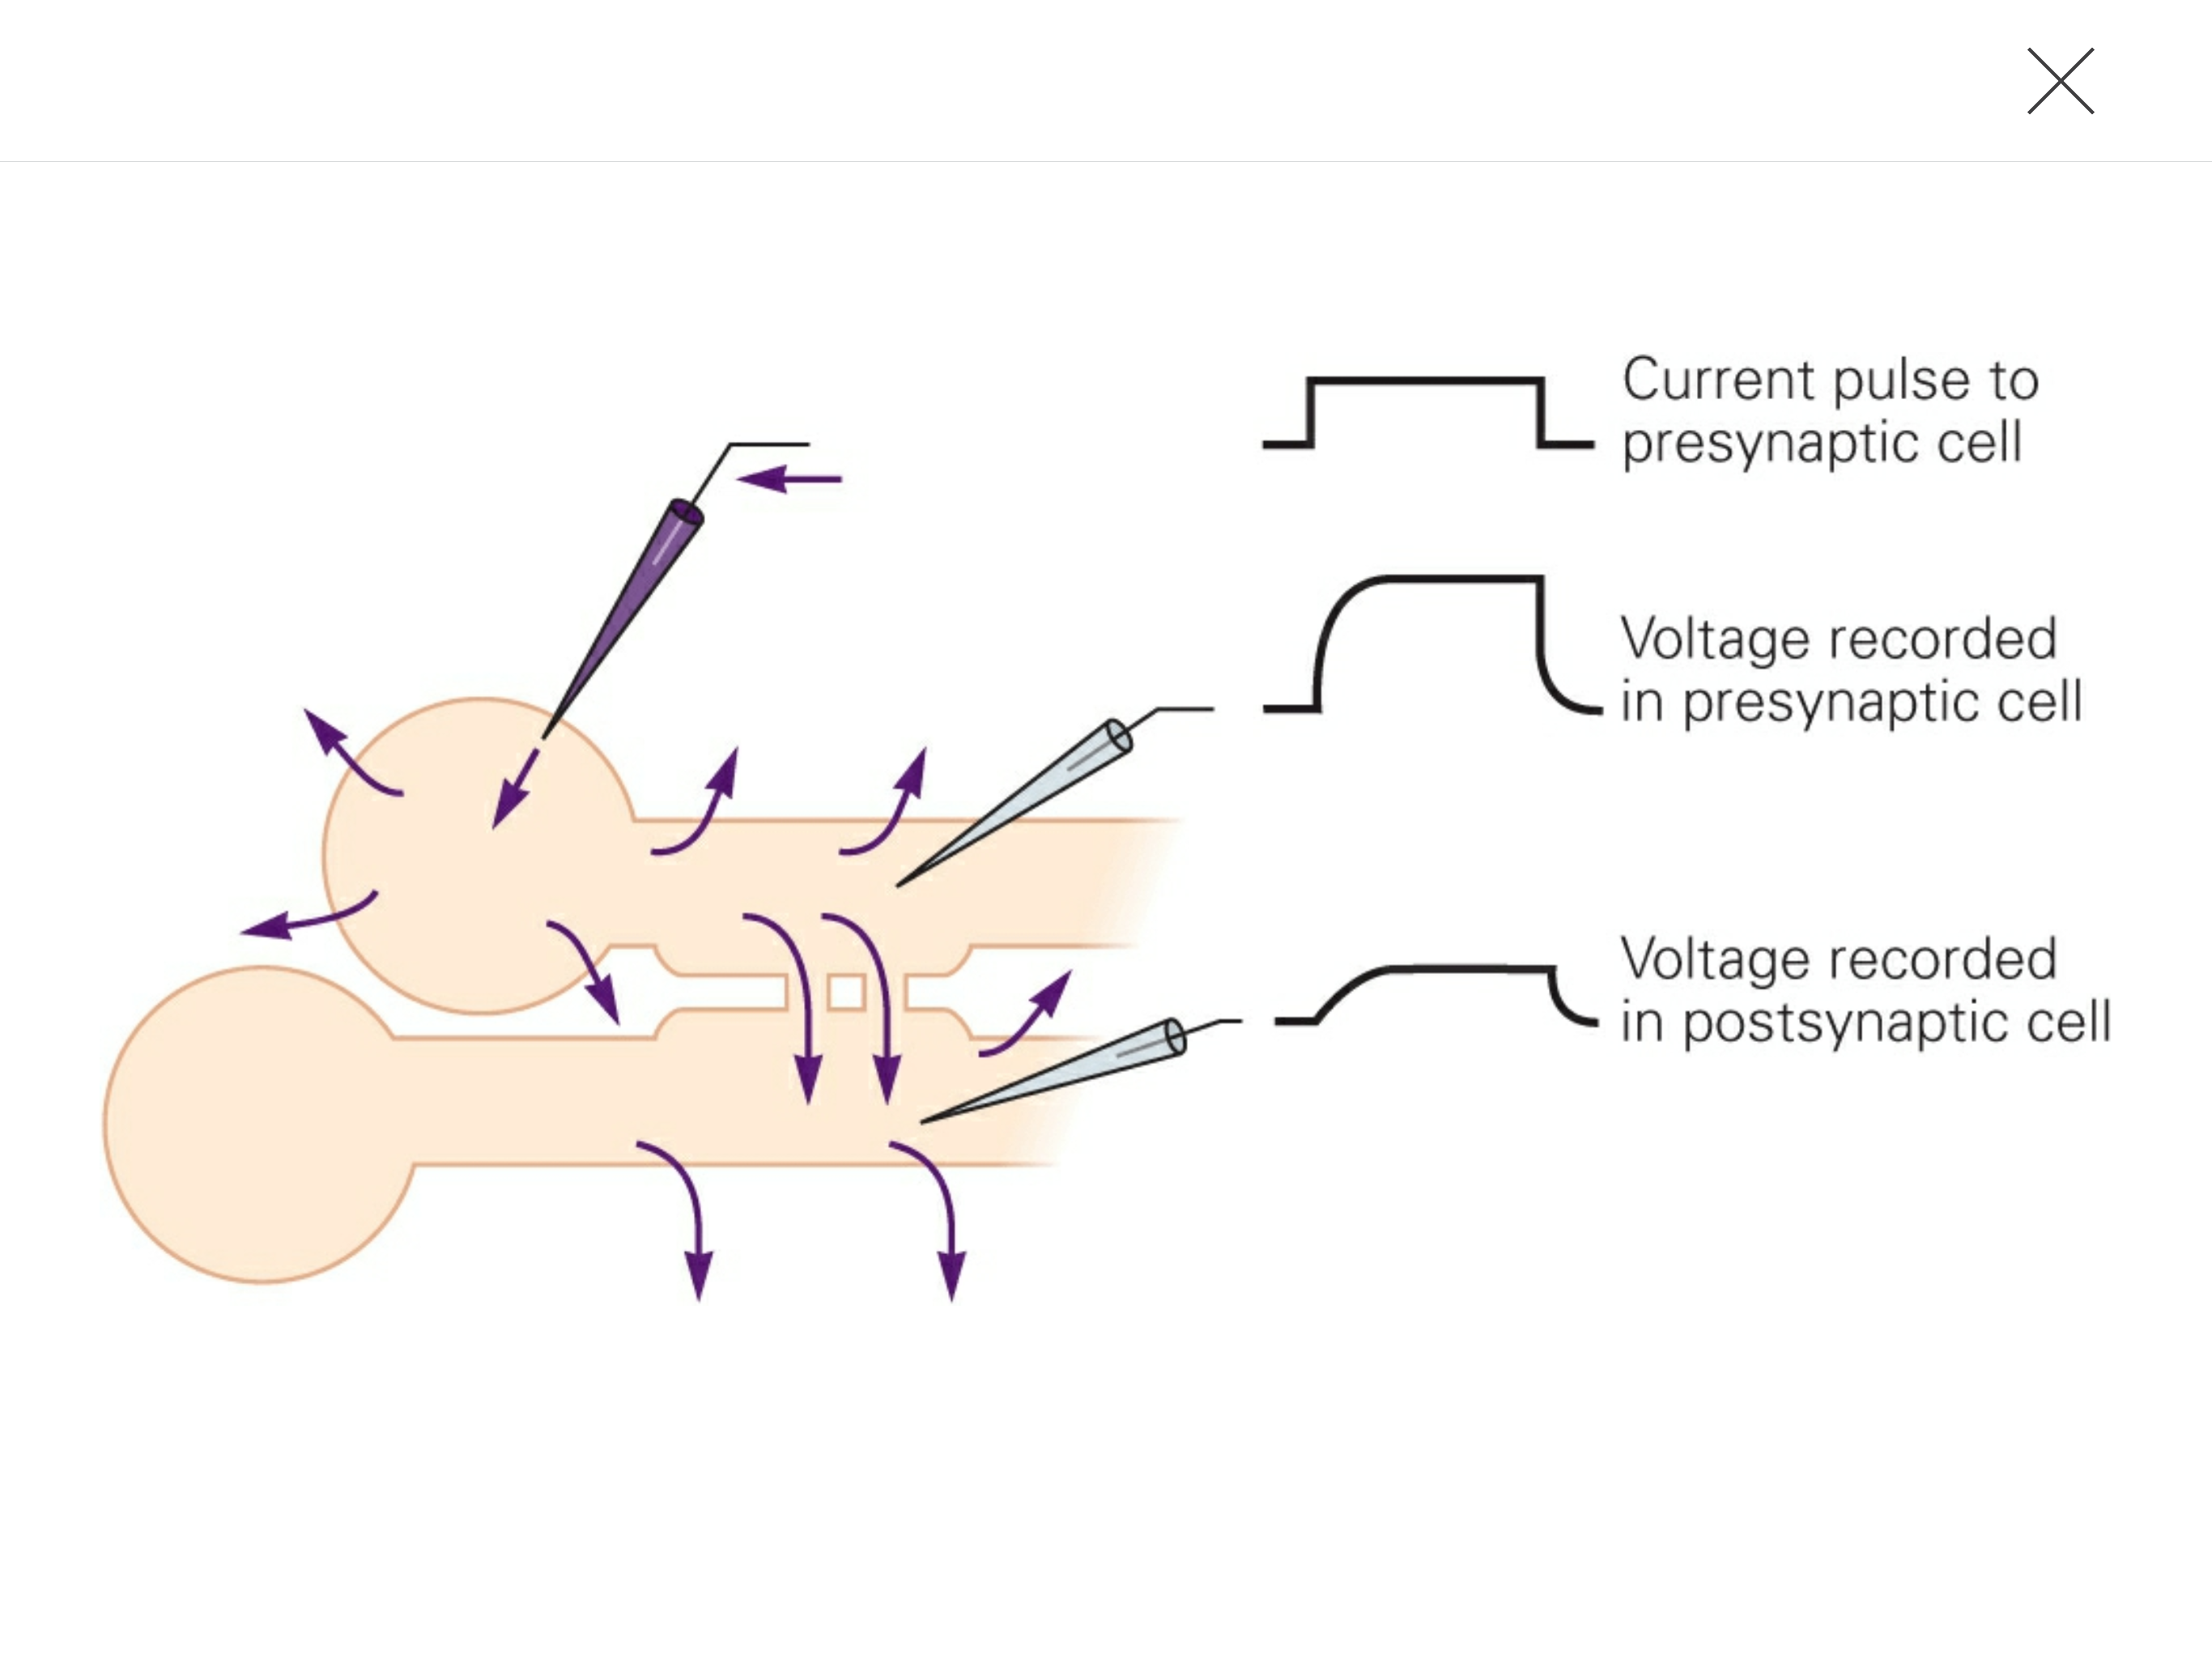 Current pulse to
presynaptic cell
Voltage recorded
in presynaptic cell
Voltage recorded
in postsynaptic cell